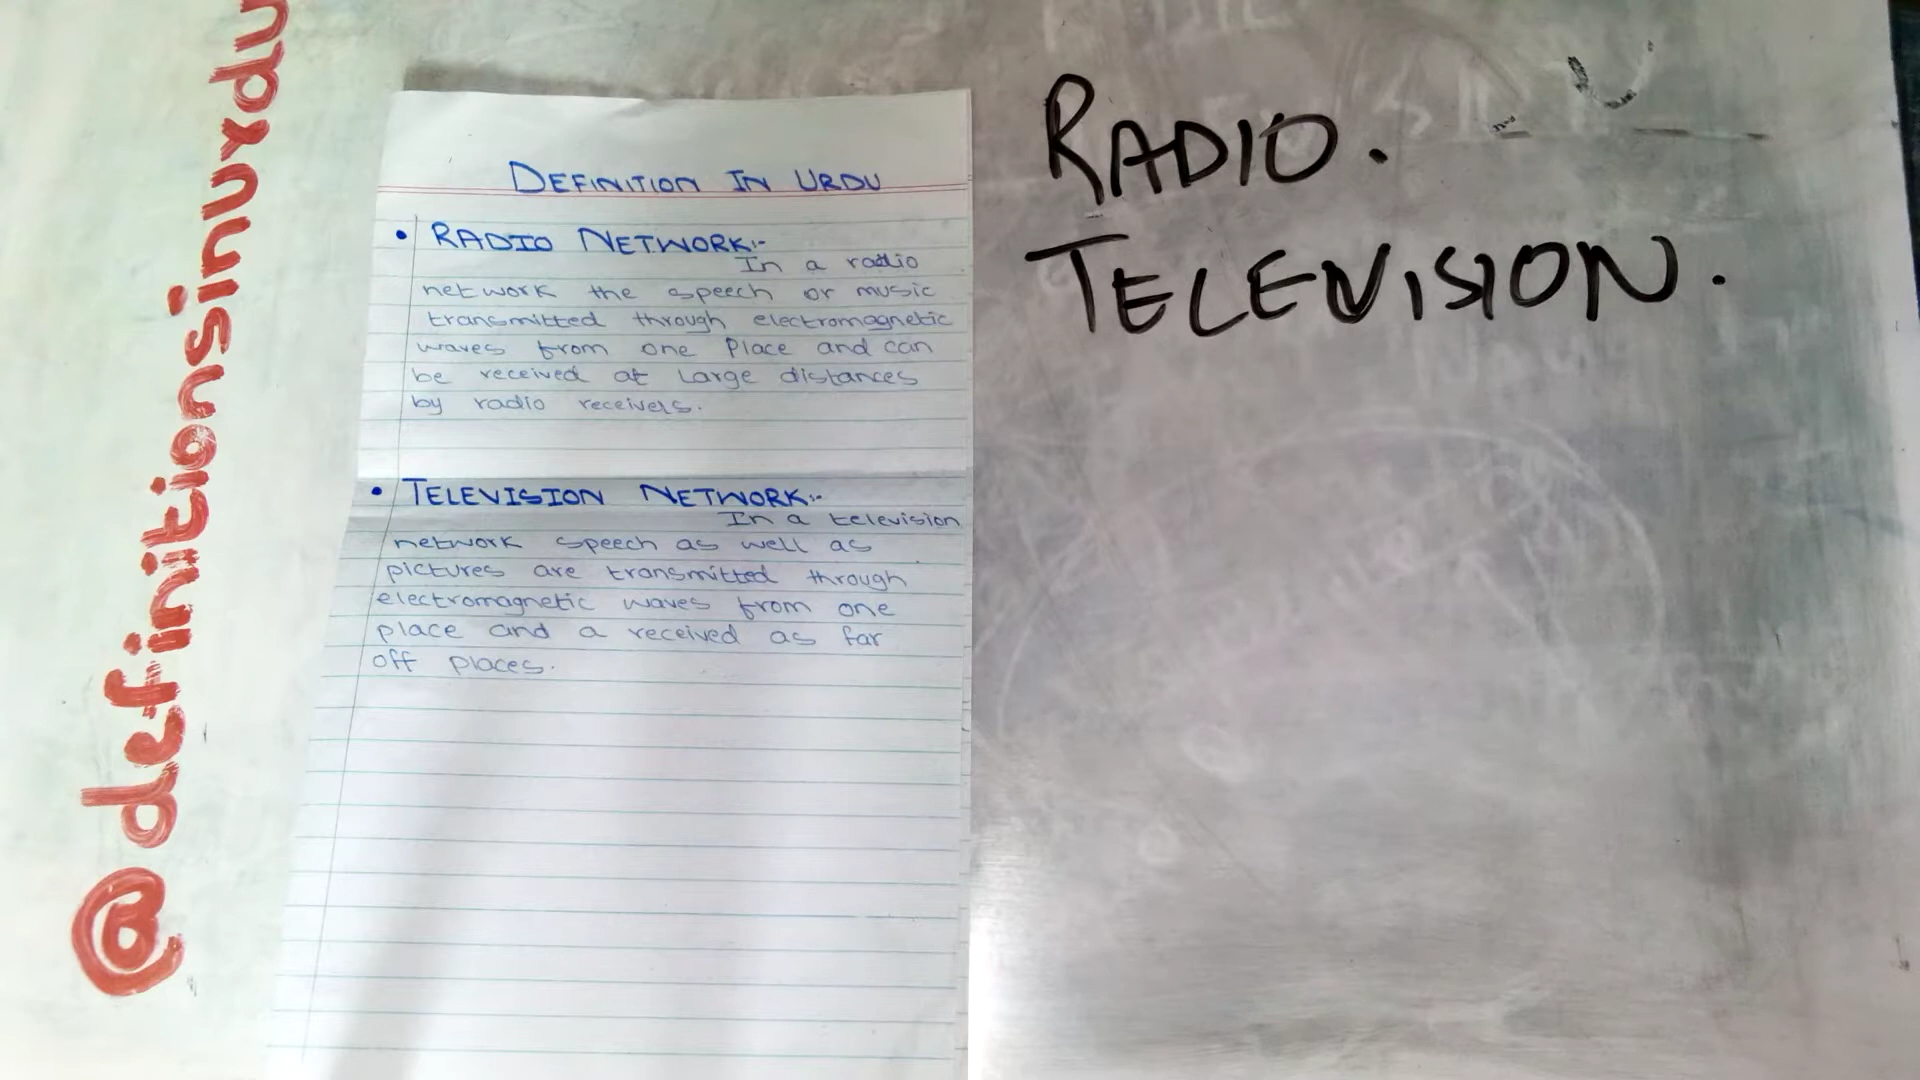 @definitionsinurdu
DEFINITION IN URDU
• RADIO NETWORK:-
In a radio
network the speech or music
transmitted through electromagnetic
waves from one Place and can
be received at Large distances
by radio receivers.
• TELEVISION NETWORK:-
In a television
network speech as well as
pictures are transmitted through
electromagnetic waves from one
place and a received as far
off places.
RADIO.
TELEVISION.